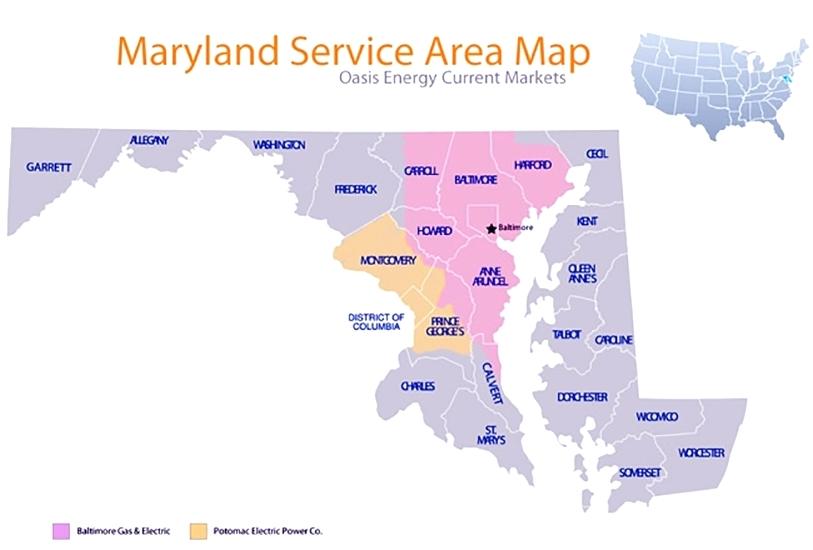 Maryland Service Area Map
Oasis Energy Current Markets
GARRETT
ALLEGANY
WASHINGTON
FREDERICK
CARROLL
BALTIMORE
HARFORD
CECIL
KENT
HOWARD
Baltimore
MONTGOMERY
ANNE
ARUNDEL
QUEEN
ANNE'S
DISTRICT OF
COLUMBIA
PRINCE
GEORGE'S
TALBOT
CAROLINE
CHARLES
CALVERT
DORCHESTER
ST.
MARY'S
WICOMICO
WORCESTER
SOMERSET
Baltimore Gas & Electric
Potomac Electric Power Co.